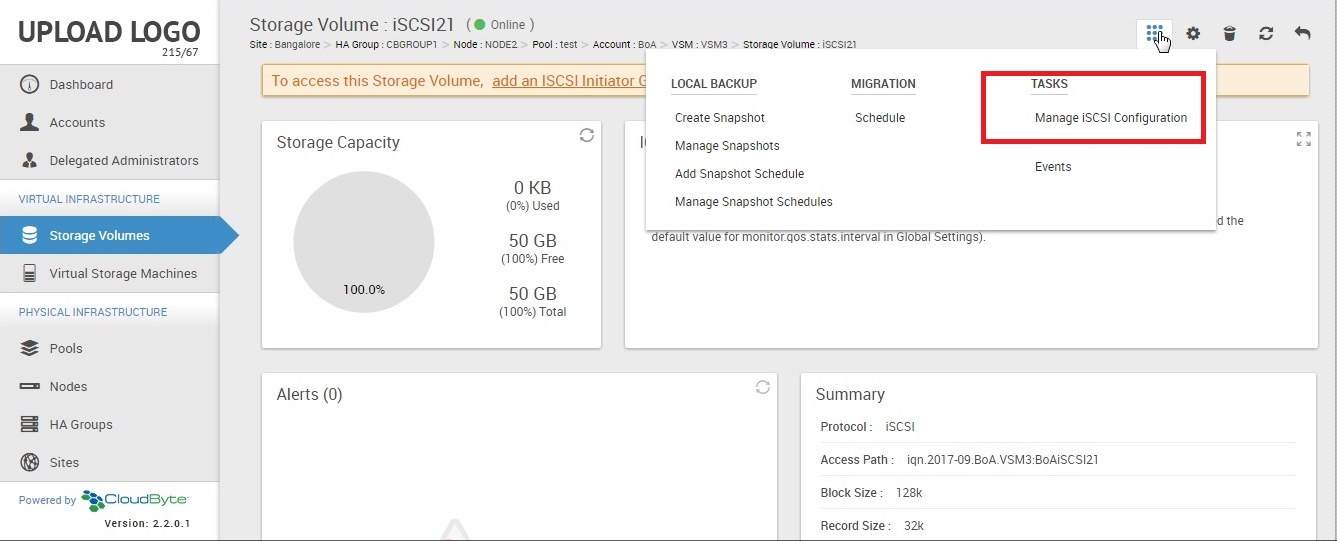 UPLOAD LOGO
215/67
Dashboard
Accounts
Delegated Administrators
VIRTUAL INFRASTRUCTURE
Storage Volumes
Virtual Storage Machines
PHYSICAL INFRASTRUCTURE
Pools
Nodes
HA Groups
Sites
Powered by CloudByte
Version: 2.2.0.1
Storage Volume : iSCSI21 ( Online )
Site : Bangalore > HA Group : CBGROUP1 > Node : NODE2 > Pool : test > Account : BoA > VSM : VSM3 > Storage Volume : iSCSI21
To access this Storage Volume, add an ISCSI Initiator G
LOCAL BACKUP
Create Snapshot
Manage Snapshots
Add Snapshot Schedule
Manage Snapshot Schedules
MIGRATION
Schedule
TASKS
Manage iSCSI Configuration
Events
Storage Capacity
0 KB
(0%) Used
50 GB
(100%) Free
50 GB
(100%) Total
100.0%
d the
default value for monitor.qos.stats.interval in Global Settings).
Alerts (0)
Summary
Protocol : iSCSI
Access Path : iqn.2017-09.BoA.VSM3:BoAiSCSI21
Block Size : 128k
Record Size : 32k